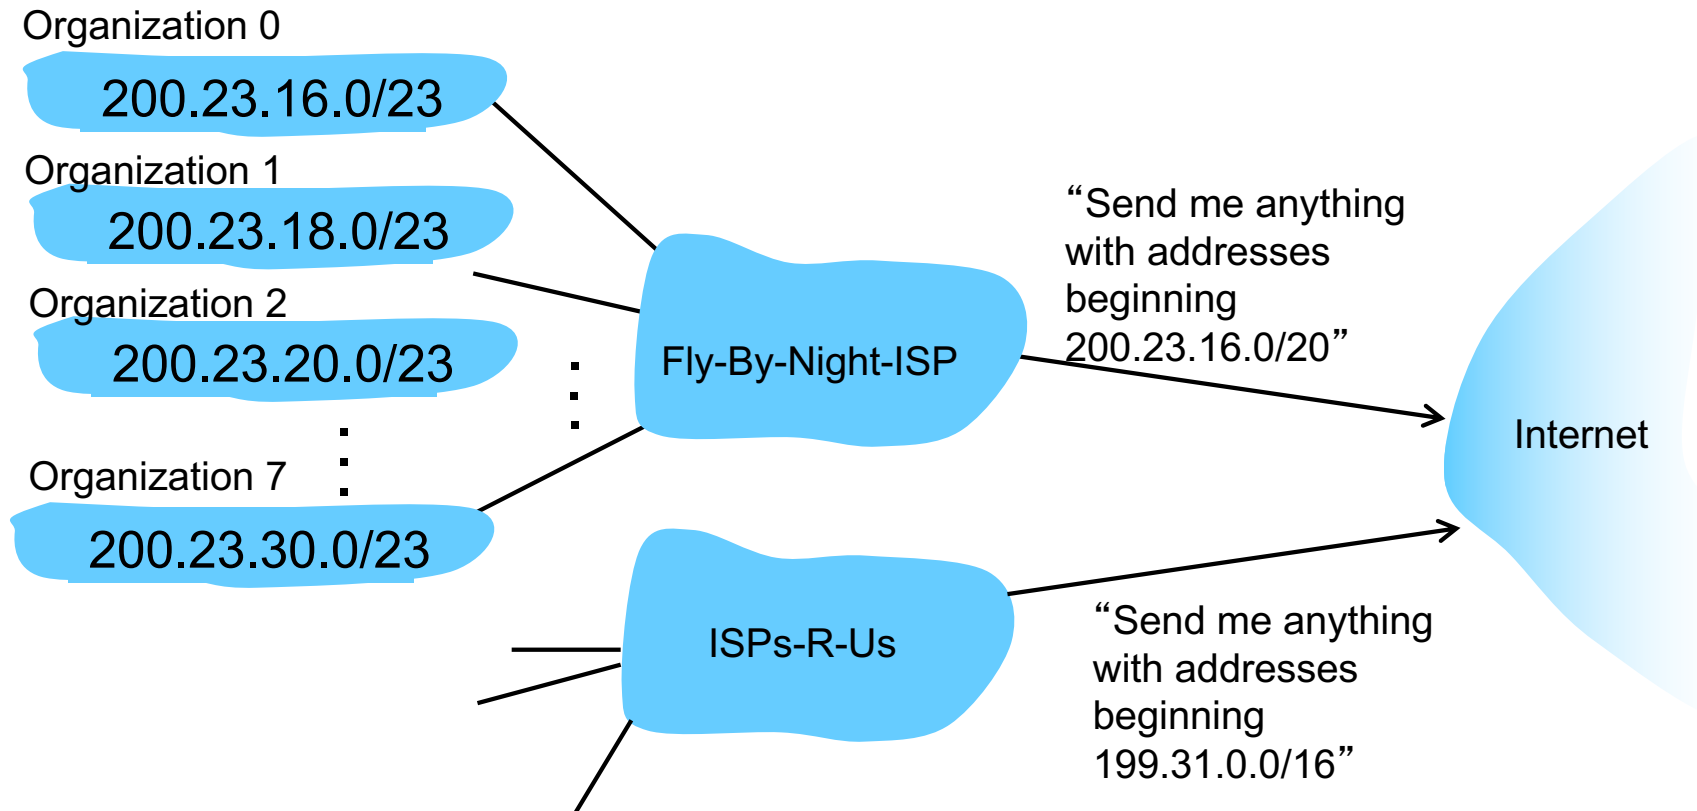 Organization 0
200.23.16.0/23
Organization 1
200.23.18.0/23
Organization 2
200.23.20.0/23
Organization 7
200.23.30.0/23
Fly-By-Night-ISP
“Send me anything
with addresses
beginning
200.23.16.0/20”
Internet
ISPs-R-Us
“Send me anything
with addresses
beginning
199.31.0.0/16”